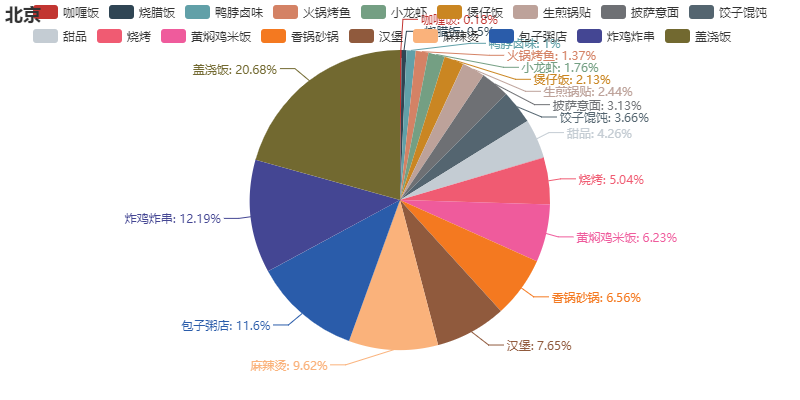 北京
咖喱饭 烧腊饭 鸭脖卤味 火锅烤鱼 小龙虾 煲仔饭 生煎锅贴 披萨意面 饺子馄饨
甜品 烧烤 黄焖鸡米饭 香锅砂锅 汉堡 麻辣烫 包子粥店 炸鸡炸串 盖浇饭
咖喱饭: 0.18%
烧腊饭: 0.5%
鸭脖卤味: 1%
火锅烤鱼: 1.37%
小龙虾: 1.76%
煲仔饭: 2.13%
生煎锅贴: 2.44%
披萨意面: 3.13%
饺子馄饨: 3.66%
甜品: 4.26%
烧烤: 5.04%
黄焖鸡米饭: 6.23%
香锅砂锅: 6.56%
汉堡: 7.65%
麻辣烫: 9.62%
包子粥店: 11.6%
炸鸡炸串: 12.19%
盖浇饭: 20.68%